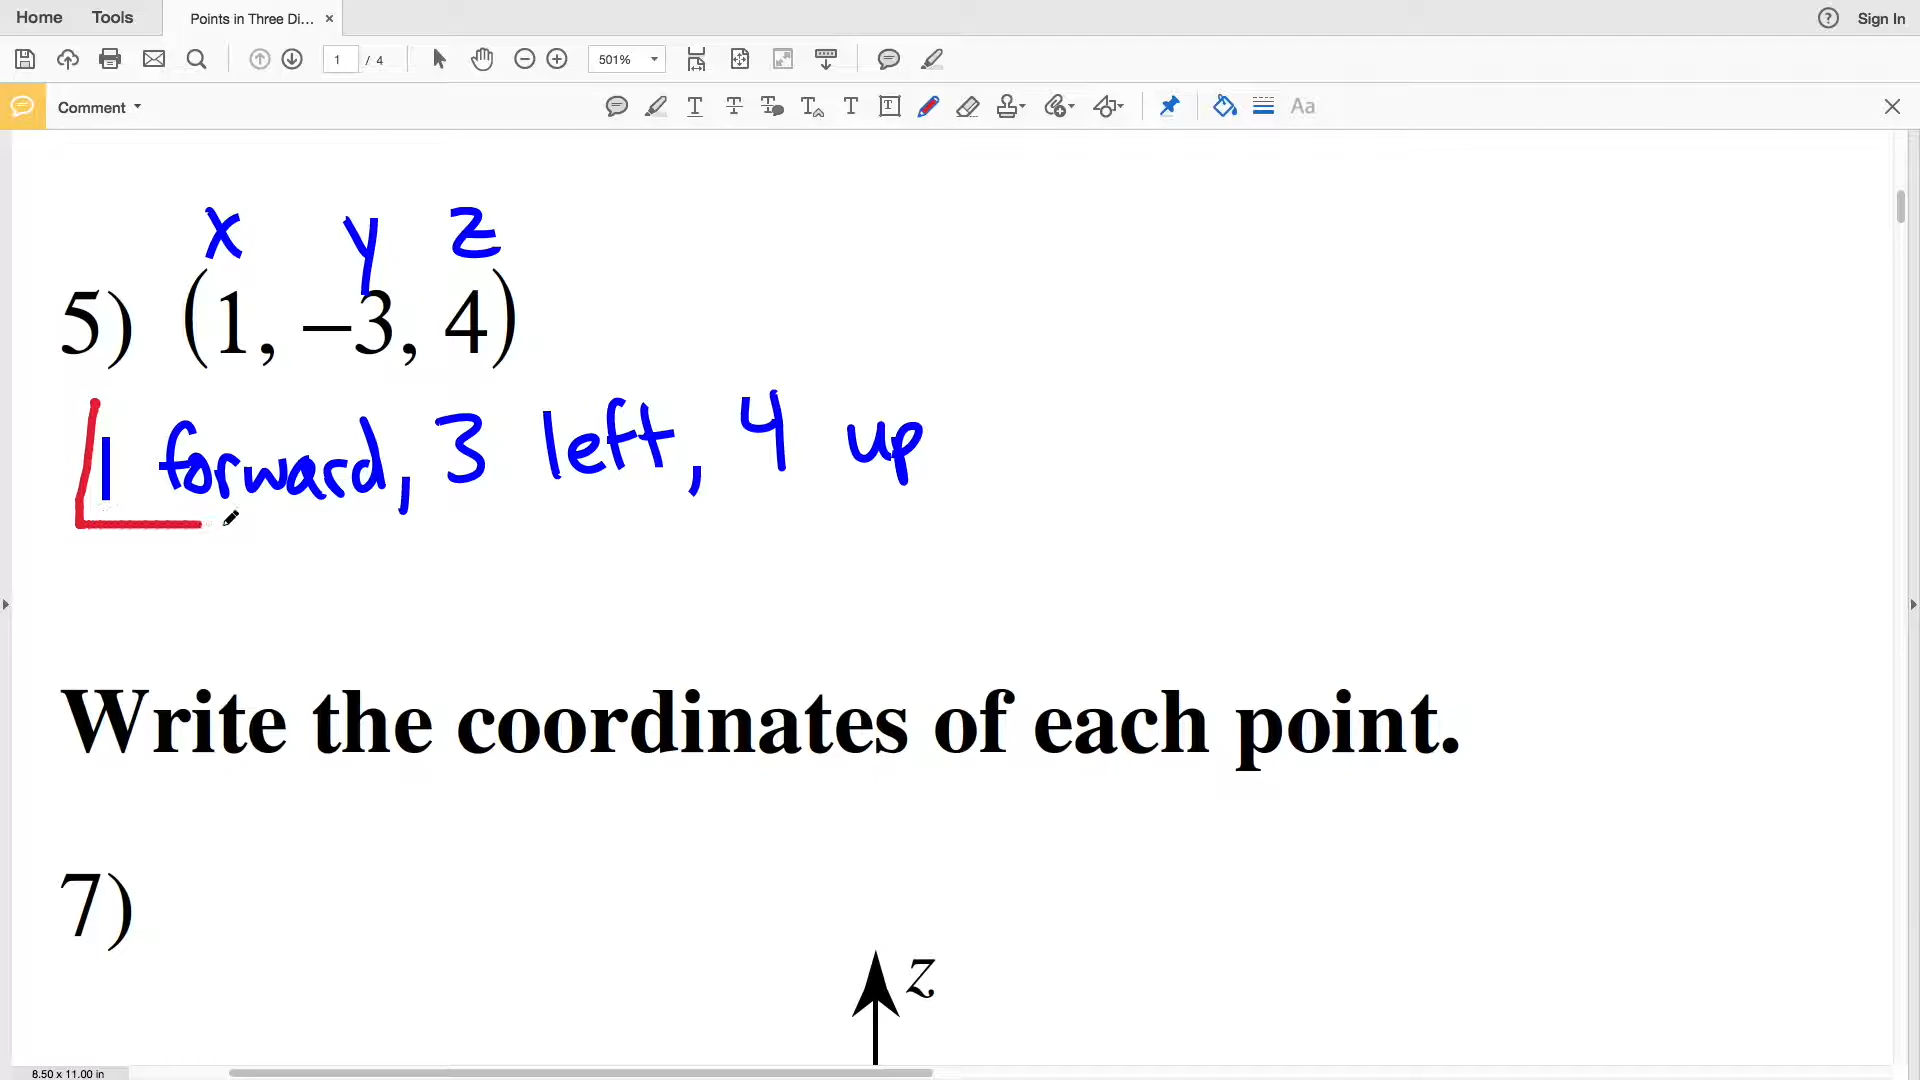 Home Tools Points in Three Di... × ? Sign In
1 / 4 501%
Comment Aa
x y z
5) (1, −3, 4)
1 forward, 3 left, 4 up
Write the coordinates of each point.
7)
z
8.50 x 11.00 in